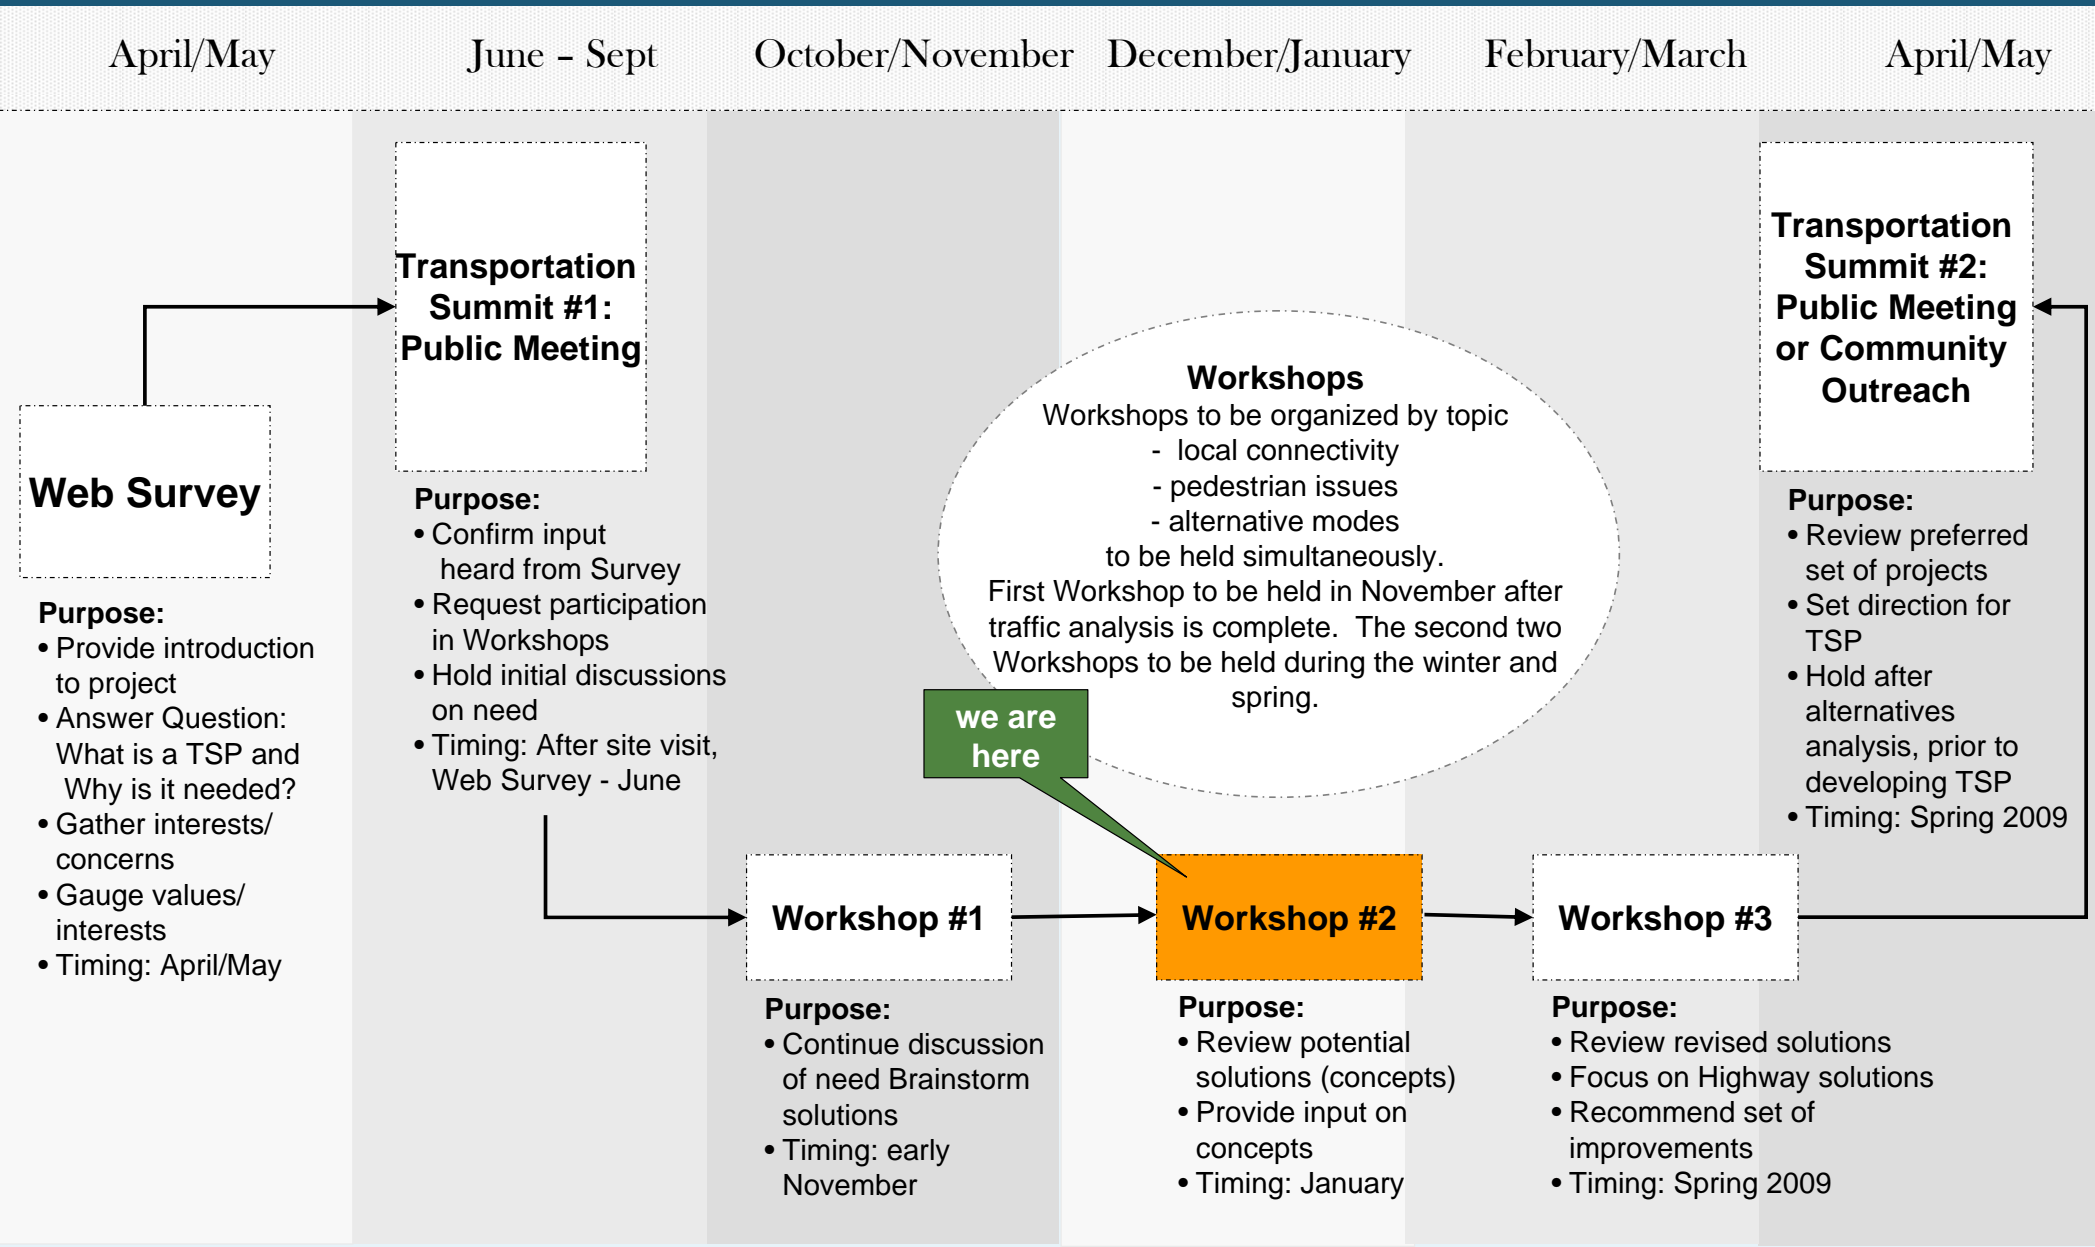 April/May
June – Sept
October/November
December/January
February/March
April/May
Web Survey
Purpose:
• Provide introduction
to project
• Answer Question:
What is a TSP and
Why is it needed?
• Gather interests/
concerns
• Gauge values/
interests
• Timing: April/May
Transportation
Summit #1:
Public Meeting
Purpose:
• Confirm input
heard from Survey
• Request participation
in Workshops
• Hold initial discussions
on need
• Timing: After site visit,
Web Survey - June
Workshop #1
Purpose:
• Continue discussion
of need Brainstorm
solutions
• Timing: early
November
Workshops
Workshops to be organized by topic
- local connectivity
- pedestrian issues
- alternative modes
to be held simultaneously.
First Workshop to be held in November after
traffic analysis is complete. The second two
Workshops to be held during the winter and
spring.
we are
here
Workshop #2
Purpose:
• Review potential
solutions (concepts)
• Provide input on
concepts
• Timing: January
Workshop #3
Purpose:
• Review revised solutions
• Focus on Highway solutions
• Recommend set of
improvements
• Timing: Spring 2009
Transportation
Summit #2:
Public Meeting
or Community
Outreach
Purpose:
• Review preferred
set of projects
• Set direction for
TSP
• Hold after
alternatives
analysis, prior to
developing TSP
• Timing: Spring 2009